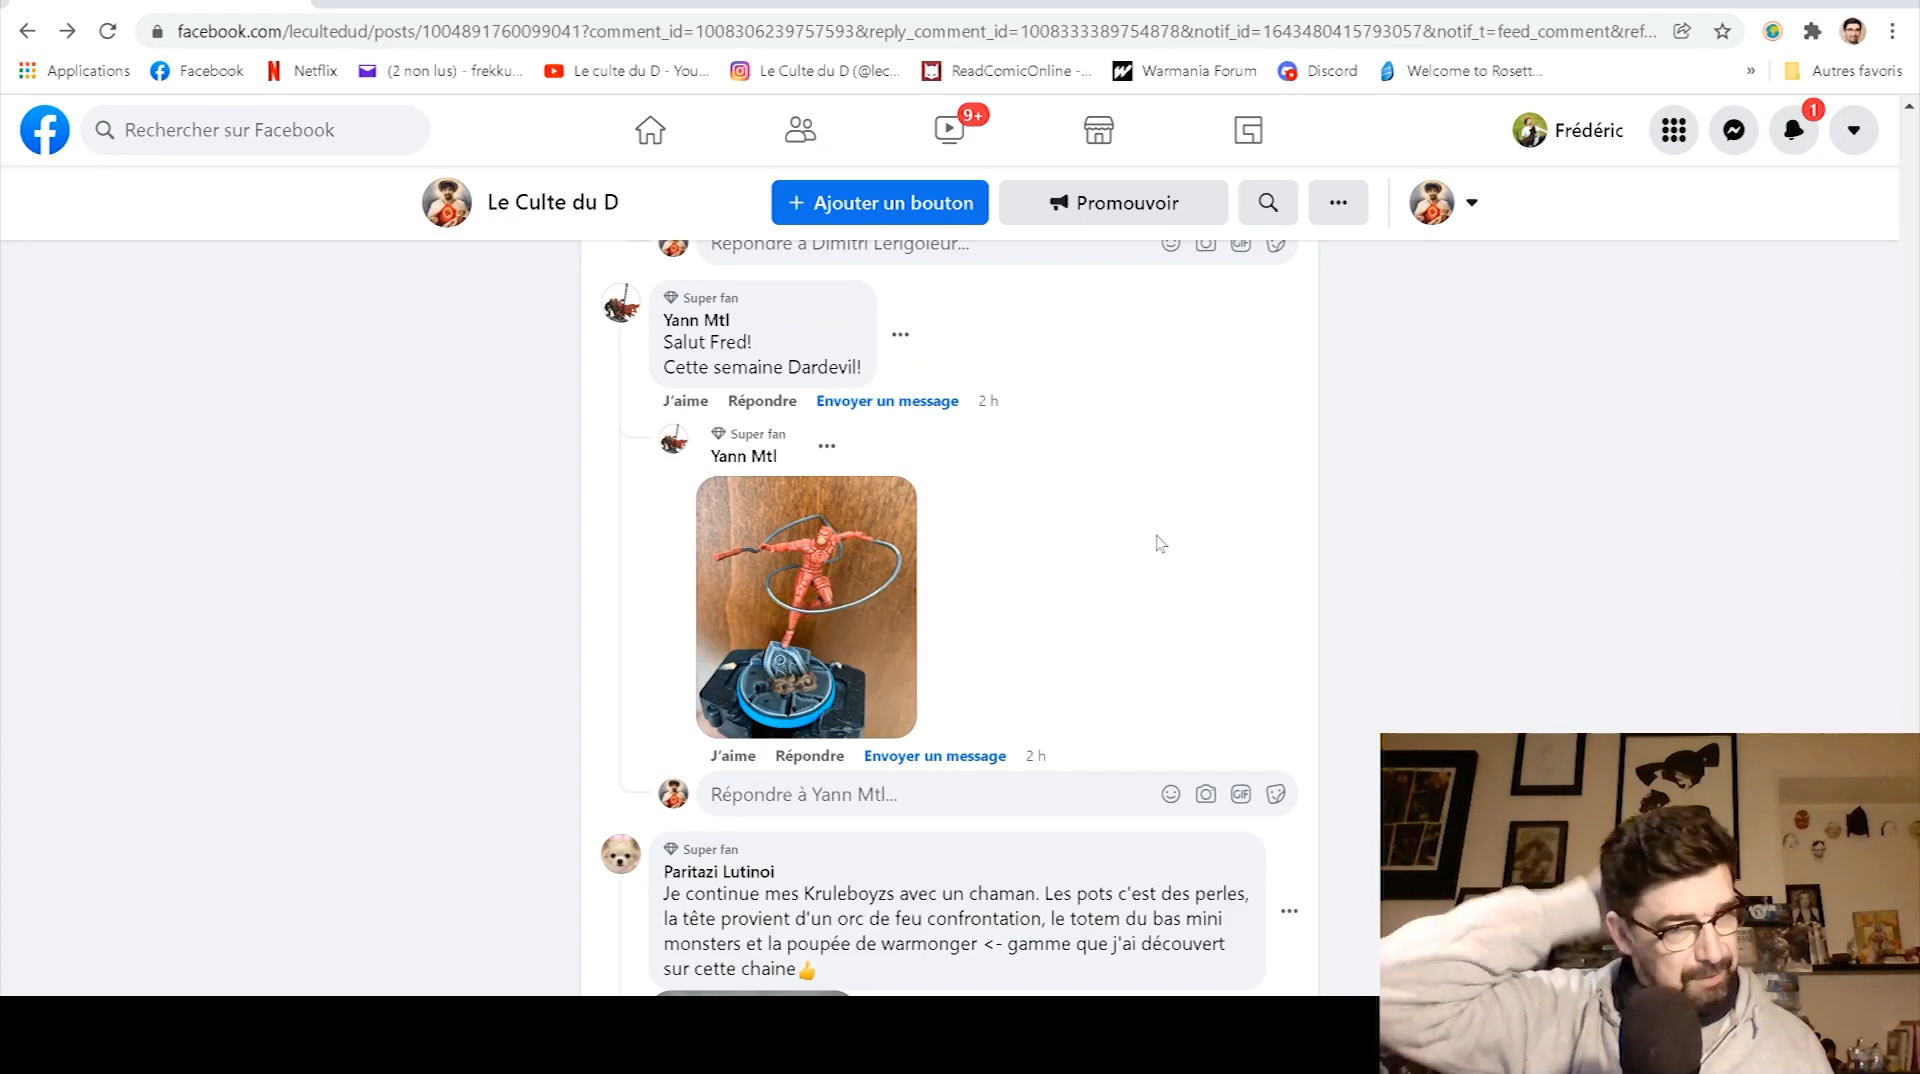 facebook.com/lecultedud/posts/1004891760099041?comment_id=1008306239757593&reply_comment_id=1008333389754878&notif_id=1643480415793057&notif_t=feed_comment&ref...
Applications Facebook Netflix (2 non lus) - frekku... Le culte du D - You... Le Culte du D (@lec... ReadComicOnline -... Warmania Forum Discord Welcome to Rosett... » Autres favoris
Rechercher sur Facebook 9+ Frédéric 1
Le Culte du D + Ajouter un bouton Promouvoir
Répondre à Dimitri Lerigoleur... GIF
Super fan
Yann Mtl
Salut Fred!
Cette semaine Dardevil!
J'aime Répondre Envoyer un message 2 h
Super fan
Yann Mtl
J'aime Répondre Envoyer un message 2 h
Répondre à Yann Mtl... GIF
Super fan
Paritazi Lutinoi
Je continue mes Kruleboyzs avec un chaman. Les pots c'est des perles,
la tête provient d'un orc de feu confrontation, le totem du bas mini
monsters et la poupée de warmonger <- gamme que j'ai découvert
sur cette chaine👍